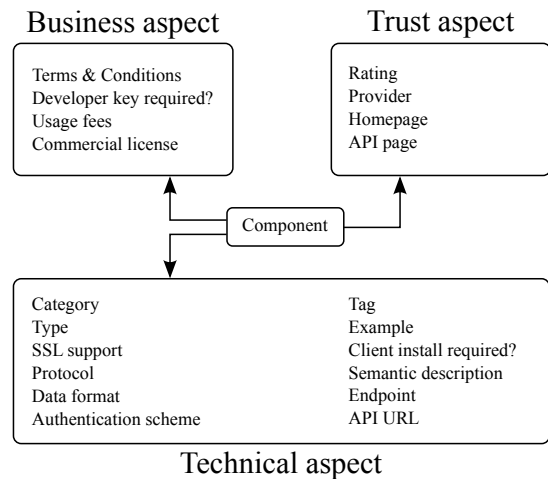 Business aspect
Terms & Conditions
Developer key required?
Usage fees
Commercial license
Trust aspect
Rating
Provider
Homepage
API page
Component
Category
Type
SSL support
Protocol
Data format
Authentication scheme
Tag
Example
Client install required?
Semantic description
Endpoint
API URL
Technical aspect